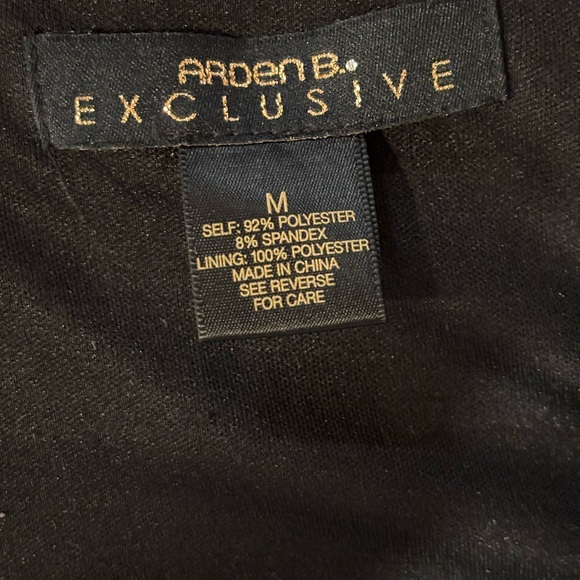 ARDEN B.
EXCLUSIVE
M
SELF: 92% POLYESTER
8% SPANDEX
LINING: 100% POLYESTER
MADE IN CHINA
SEE REVERSE
FOR CARE